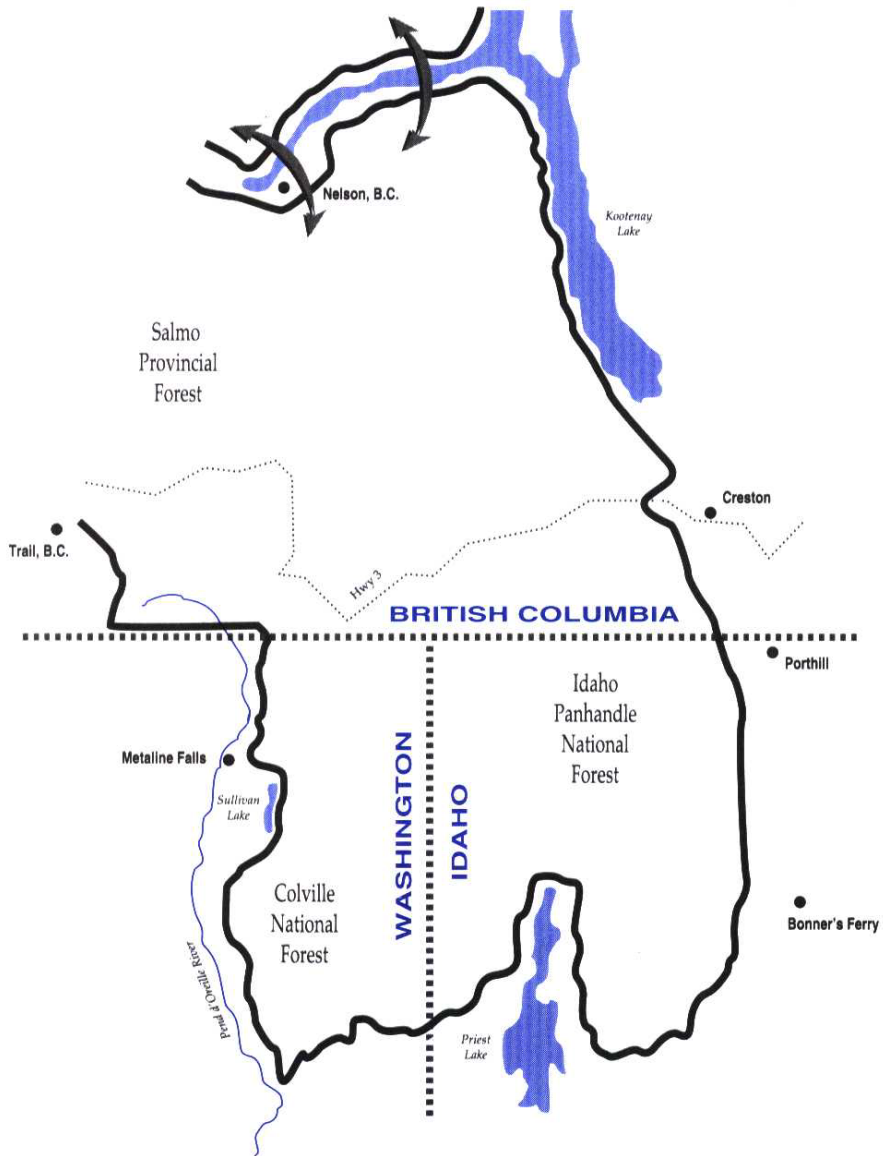 Nelson, B.C.
Kootenay
Lake
Salmo
Provincial
Forest
Creston
Trail, B.C.
Hwy 3
BRITISH COLUMBIA
Porthill
Idaho
Panhandle
National
Forest
Metaline Falls
WASHINGTON
IDAHO
Sullivan
Lake
Colville
National
Forest
Bonner's Ferry
Pend d'Oreille River
Priest
Lake